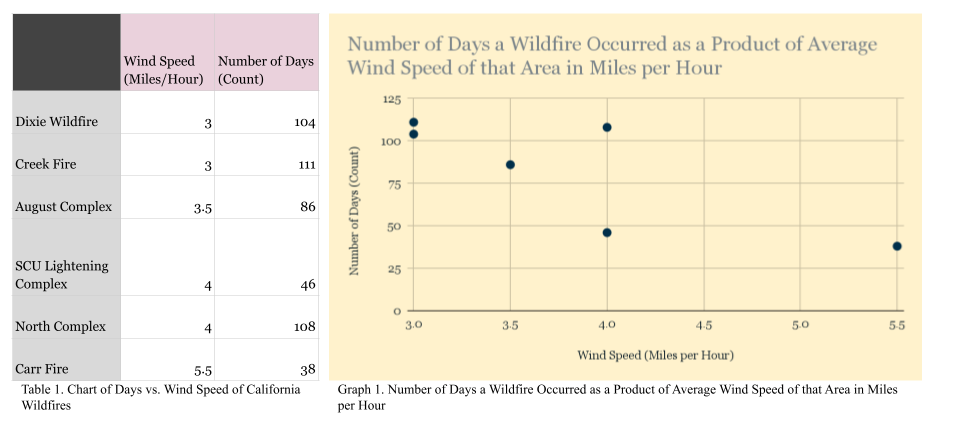 Wind Speed
(Miles/Hour)
Number of Days
(Count)
Dixie Wildfire 3 104
Creek Fire 3 111
August Complex 3.5 86
SCU Lightening
Complex 4 46
North Complex 4 108
Carr Fire 5.5 38
Table 1. Chart of Days vs. Wind Speed of California
Wildfires
Number of Days a Wildfire Occurred as a Product of Average
Wind Speed of that Area in Miles per Hour
Number of Days (Count)
125
100
75
50
25
0
3.0 3.5 4.0 4.5 5.0 5.5
Wind Speed (Miles per Hour)
Graph 1. Number of Days a Wildfire Occurred as a Product of Average Wind Speed of that Area in Miles
per Hour